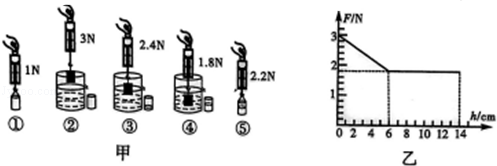 1N
3N
2.4N
1.8N
2.2N
① ② ③ ④ ⑤
甲
F/N
3
2
1
0 2 4 6 8 10 12 14 h/cm
乙